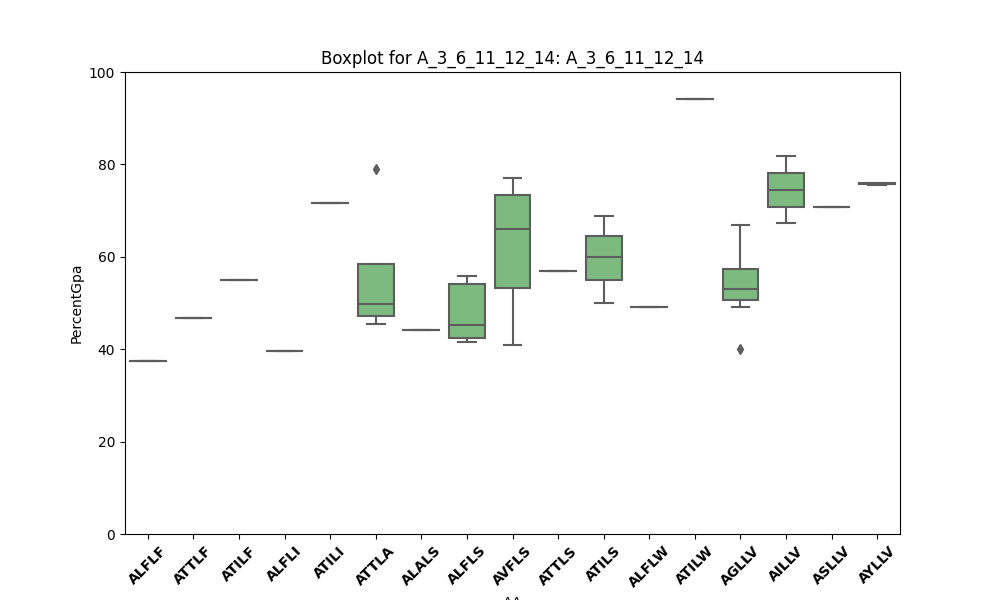 Boxplot for A_3_6_11_12_14: A_3_6_11_12_14
PercentGpa
100
80
60
40
20
0
ALFLF
ATTLF
ATILF
ALFLI
ATILI
ATTLA
ALALS
ALFLS
AVFLS
ATTLS
ATILS
ALFLW
ATILW
AGLLV
AILLV
ASLLV
AYLLV